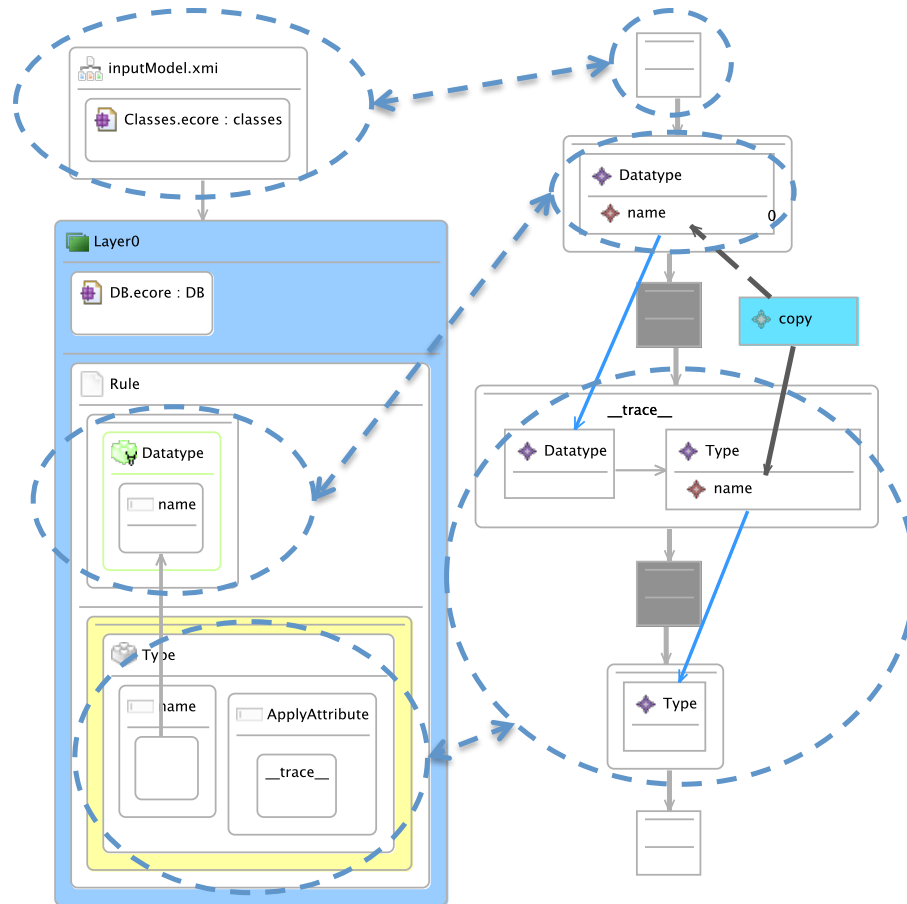 inputModel.xmi
Classes.ecore : classes
Layer0
DB.ecore : DB
Rule
Datatype
name
Type
name
ApplyAttribute
__trace__
Datatype
name
0
copy
__trace__
Datatype
Type
name
Type